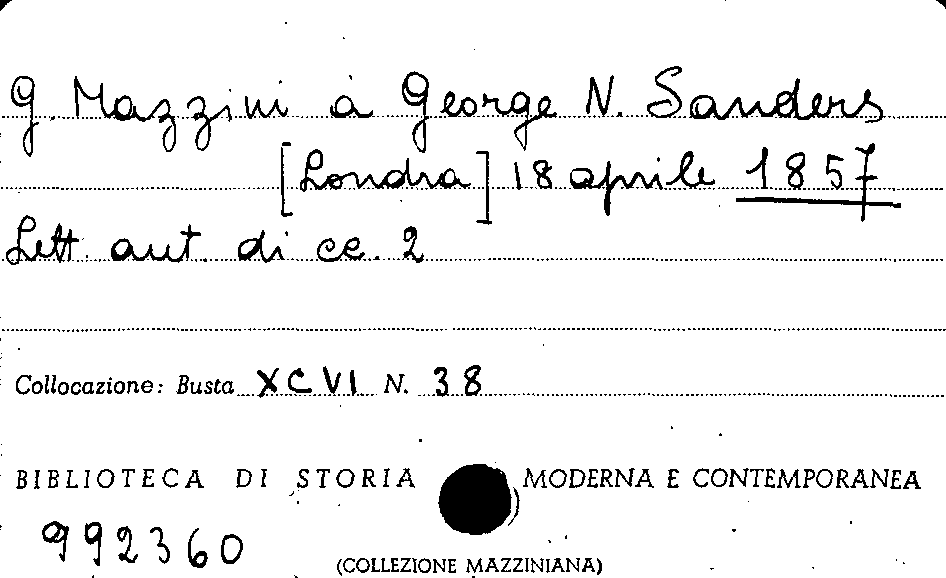 G. Mazzini a George N. Sanders
[Londra] 18 aprile 1857
Lett. aut. di cc. 2
Collocazione: Busta XCVI N. 38
BIBLIOTECA DI STORIA MODERNA E CONTEMPORANEA
992360
(COLLEZIONE MAZZINIANA)